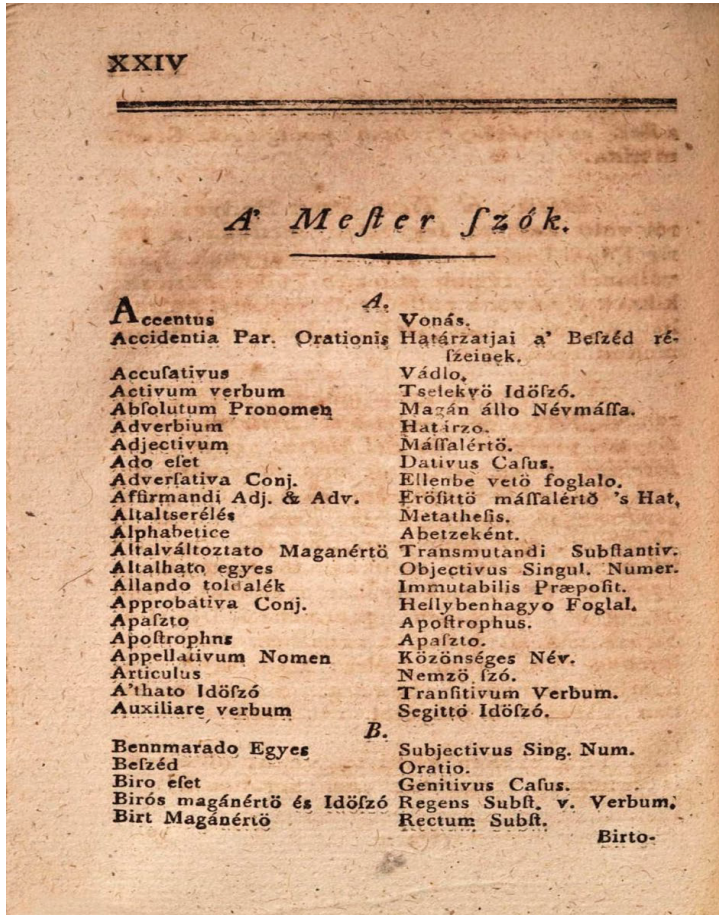 XXIV
A' Meſter ſzók.
A.
Accentus Vonás.
Accidentia Par. Orationis Határzatjai a' Beſzéd ré-
ſzeinek.
Accuſativus Vádlo.
Activum verbum Tselekvö Idöſzó.
Abſolutum Pronomen Magán állo Névmáſſa.
Adverbium Határzo.
Adjectivum Máſſalértö.
Ado eſet Dativus Caſus.
Adverſativa Conj. Ellenbe vetö foglalo.
Affirmandi Adj. & Adv. Eröſittö máſſalértö 's Hat.
Altaltserélés Metatheſis.
Alphabetice Abetzeként.
Altalváltoztato Maganértö Transmutandi Subſtantiv.
Altalhato egyes Objectivus Singul. Numer.
Allando toldalék Immutabilis Præpoſit.
Approbativa Conj. Hellybenhagyo Foglal.
Apaſzto Apoſtrophus.
Apoſtrophns Apaſzto.
Appellativum Nomen Közönséges Név.
Articulus Nemzö ſzó.
A'thato Idöſzó Tranſitivum Verbum.
Auxiliare verbum Segittö Idöſzó.
B.
Bennmarado Egyes Subjectivus Sing. Num.
Beſzéd Oratio.
Biro eſet Genitivus Caſus.
Birós magánértö és Idöſzó Regens Subſt. v. Verbum.
Birt Magánértö Rectum Subſt.
Birto-